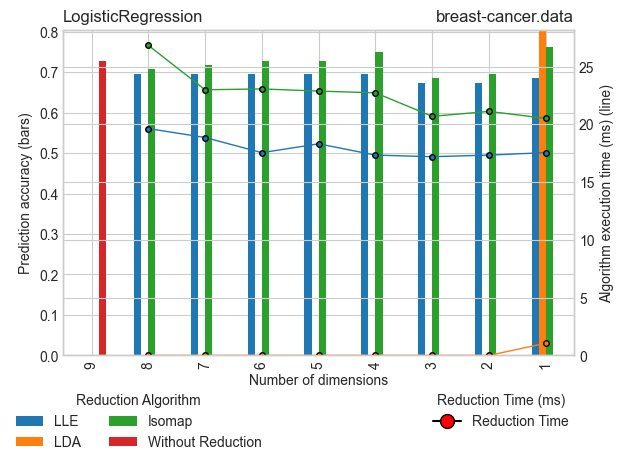 LogisticRegression
breast-cancer.data
0.8
0.7
0.6
0.5
0.4
0.3
0.2
0.1
0.0
Prediction accuracy (bars)
25
20
15
10
5
0
Algorithm execution time (ms) (line)
9 8 7 6 5 4 3 2 1
Number of dimensions
Reduction Algorithm
LLE
LDA
Isomap
Without Reduction
Reduction Time (ms)
Reduction Time